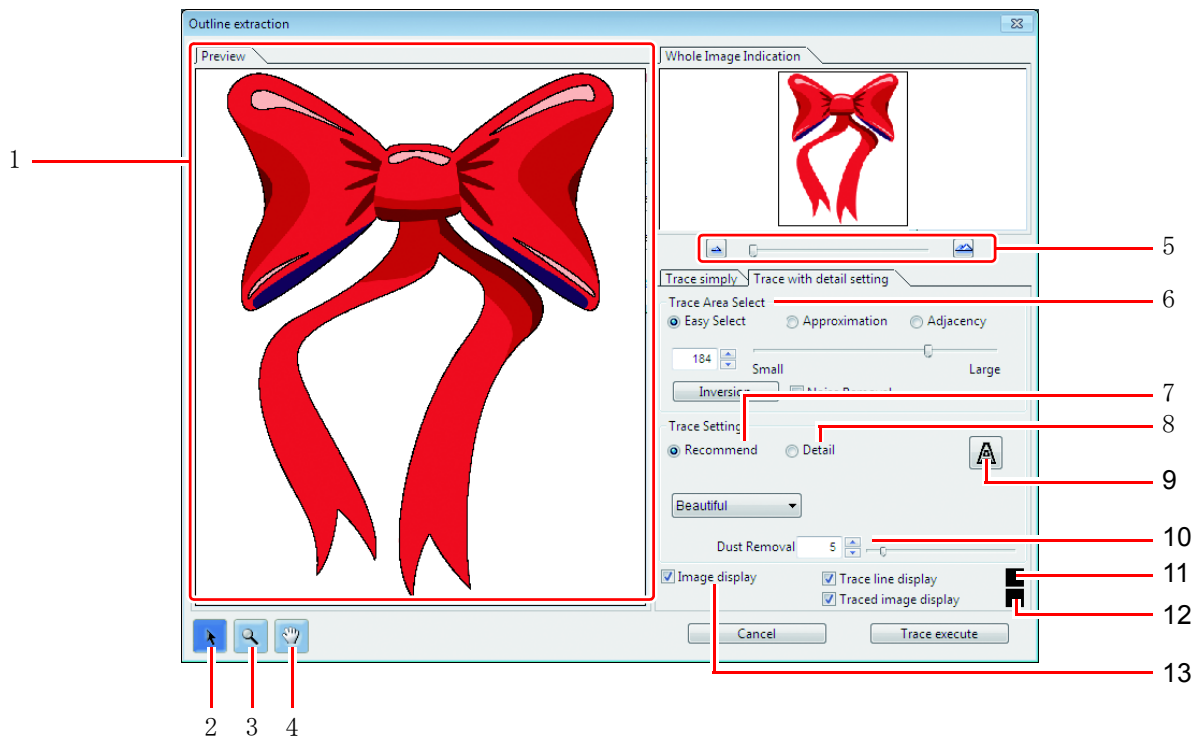 Outline extraction
Preview
Whole Image Indication
1
5
Trace simply Trace with detail setting
Trace Area Select
6
Easy Select Approximation Adjacency
184
Small Large
Inversion
7
Trace Setting
8
Recommend Detail
9
Beautiful
Dust Removal 5
10
Image display Trace line display
11
Traced image display
12
Cancel Trace execute
13
2 3 4